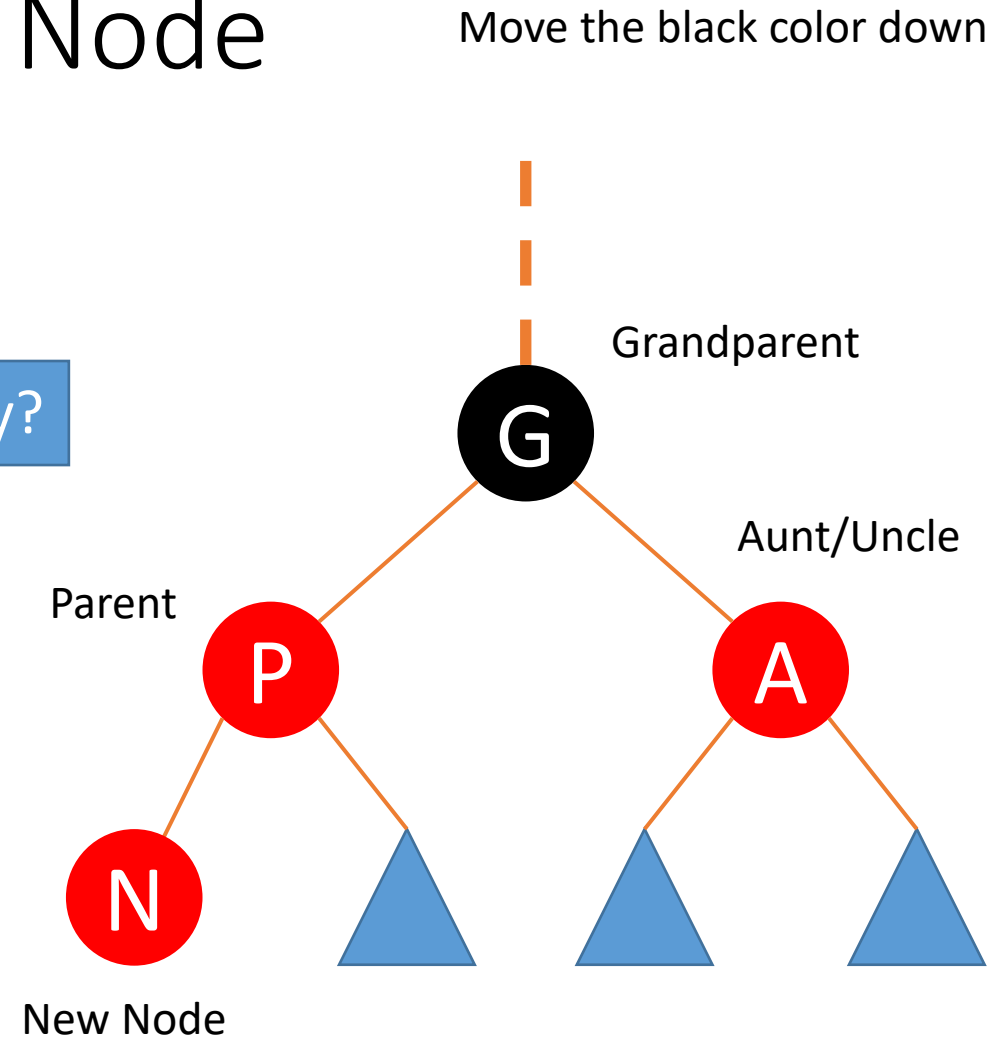 Node
Move the black color down
Grandparent
y?
G
Aunt/Uncle
Parent
P
A
N
New Node